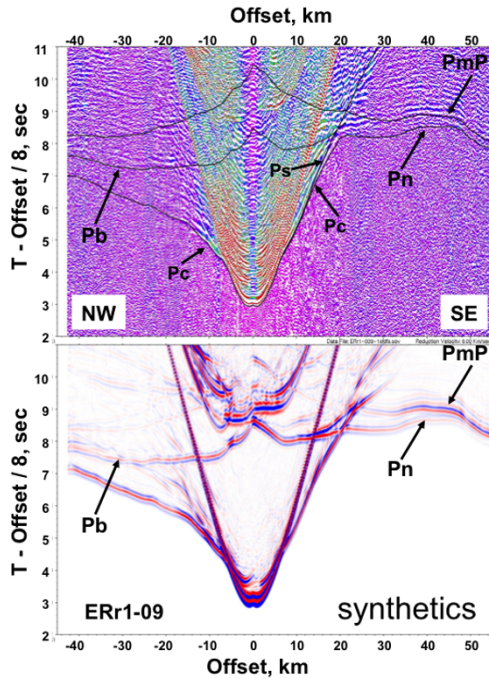 Offset, km
-40 -30 -20 -10 0 10 20 30 40 50
T - Offset / 8, sec
11
10
9
8
7
6
5
4
3
2
PmP
Pn
Ps
Pb
Pc
Pc
NW
SE
T - Offset / 8, sec
11
10
9
8
7
6
5
4
3
2
PmP
Pn
Pb
ERr1-09
synthetics
-40 -30 -20 -10 0 10 20 30 40 50
Offset, km